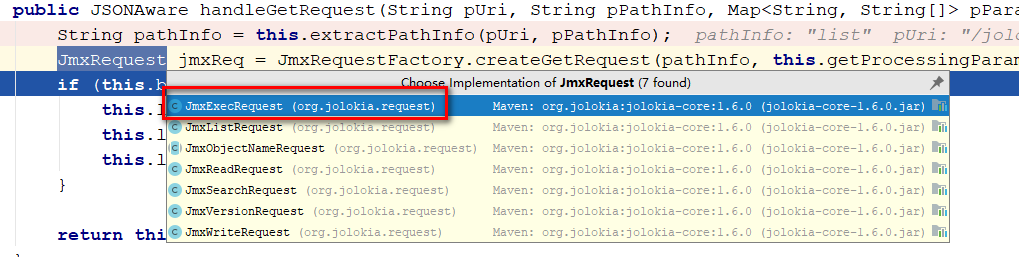 public JSONAware handleGetRequest(String pUri, String pPathInfo, Map<String, String[]> pPara
String pathInfo = this.extractPathInfo(pUri, pPathInfo); pathInfo: "list" pUri: "/jolo
JmxRequest jmxReq = JmxRequestFactory.createGetRequest(pathInfo, this.getProcessingParam
if (this.b
Choose Implementation of JmxRequest (7 found)
this.i
JmxExecRequest (org.jolokia.request) Maven: org.jolokia:jolokia-core:1.6.0 (jolokia-core-1.6.0.jar)
this.l
JmxListRequest (org.jolokia.request) Maven: org.jolokia:jolokia-core:1.6.0 (jolokia-core-1.6.0.jar)
this.l
JmxObjectNameRequest (org.jolokia.request) Maven: org.jolokia:jolokia-core:1.6.0 (jolokia-core-1.6.0.jar)
JmxReadRequest (org.jolokia.request) Maven: org.jolokia:jolokia-core:1.6.0 (jolokia-core-1.6.0.jar)
}
JmxSearchRequest (org.jolokia.request) Maven: org.jolokia:jolokia-core:1.6.0 (jolokia-core-1.6.0.jar)
JmxVersionRequest (org.jolokia.request) Maven: org.jolokia:jolokia-core:1.6.0 (jolokia-core-1.6.0.jar)
return thi
JmxWriteRequest (org.jolokia.request) Maven: org.jolokia:jolokia-core:1.6.0 (jolokia-core-1.6.0.jar)